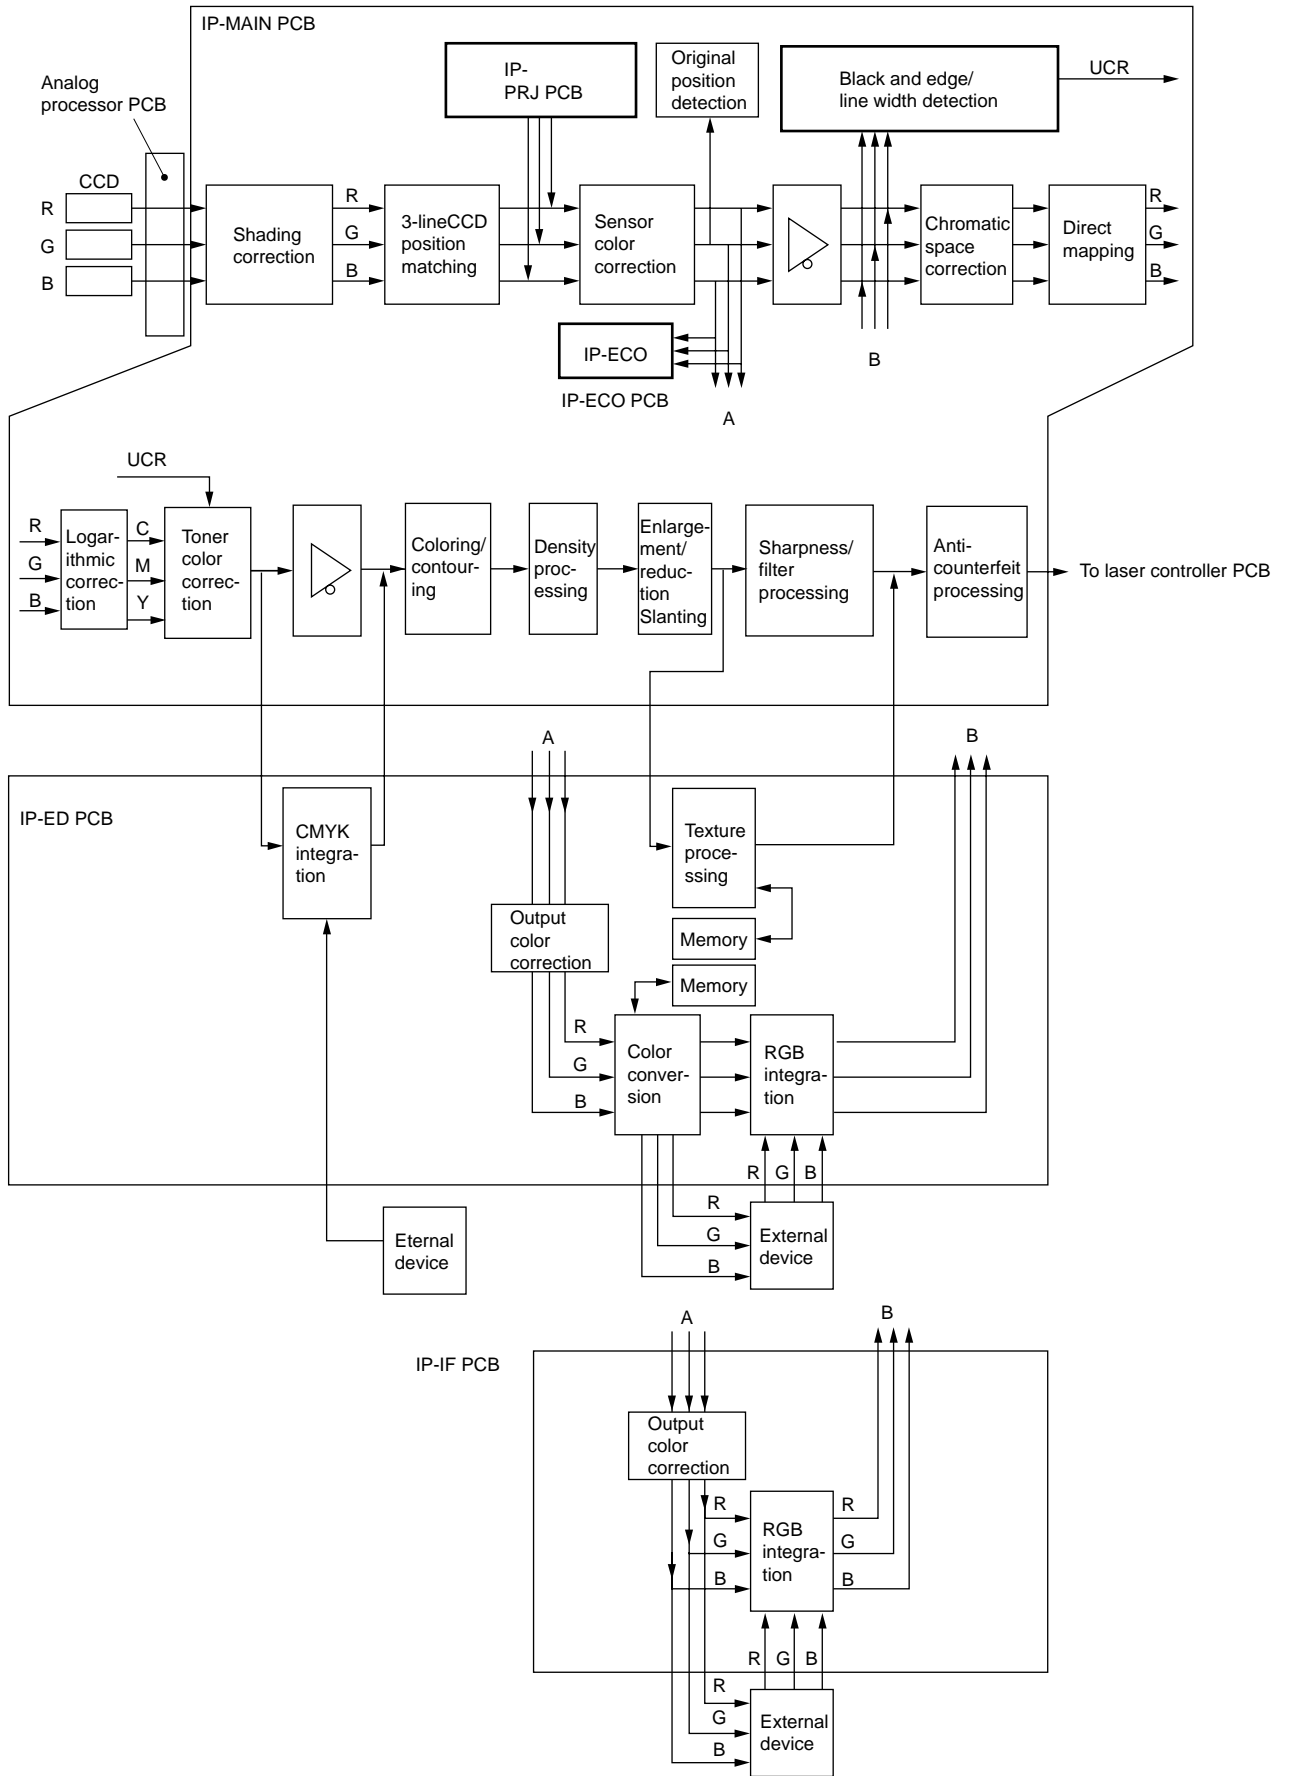 IP-MAIN PCB
Analog
processor PCB
IP-
PRJ PCB
Original
position
detection
Black and edge/
line width detection
UCR
CCD
R
G
B
Shading
correction
R
G
B
3-lineCCD
position
matching
Sensor
color
correction
Chromatic
space
correction
Direct
mapping
R
G
B
IP-ECO
IP-ECO PCB
A
B
UCR
R
G
B
Logar-
ithmic
correc-
tion
C
M
Y
Toner
color
correc-
tion
Coloring/
contour-
ing
Density
proc-
essing
Enlarge-
ment/
reduc-
tion
Slanting
Sharpness/
filter
processing
Anti-
counterfeit
processing
To laser controller PCB
A
B
IP-ED PCB
CMYK
integra-
tion
Texture
proce-
ssing
Output
color
correction
Memory
Memory
R
G
B
Color
conver-
sion
RGB
integra-
tion
R
G
B
R
G
B
External
device
Eternal
device
A
B
IP-IF PCB
Output
color
correction
R
G
B
RGB
integra-
tion
R
G
B
R
G
B
R
G
B
External
device